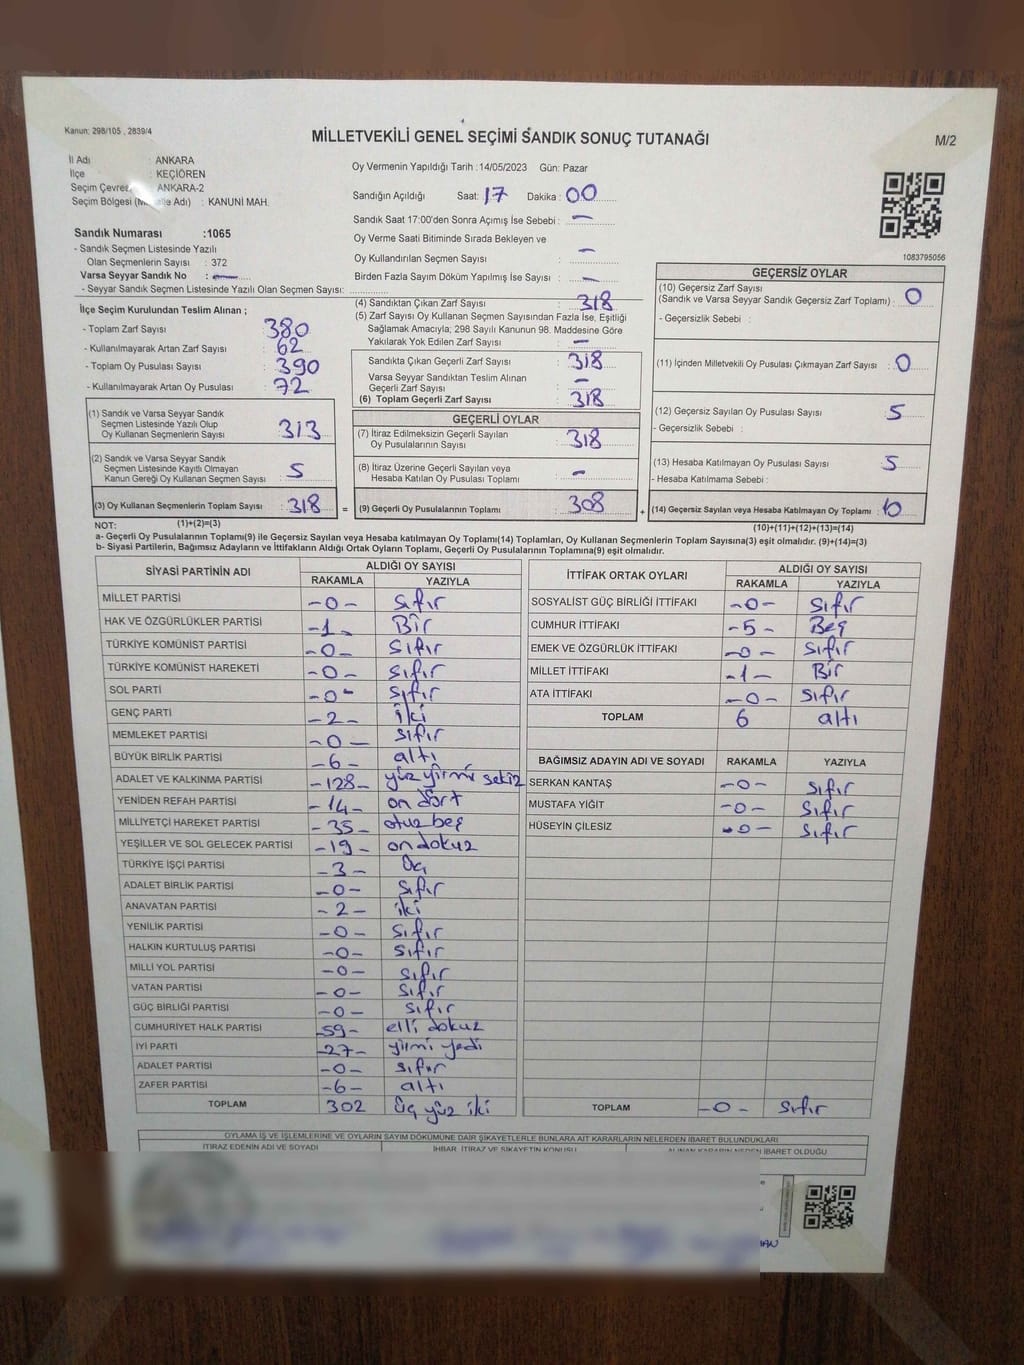 Kanun: 298/105 , 2839/4
MİLLETVEKİLİ GENEL SEÇİMİ SANDIK SONUÇ TUTANAĞI
M/2
İl Adı : ANKARA
İlçe : KEÇİÖREN
Seçim Çevresi : ANKARA-2
Seçim Bölgesi (Mahalle Adı) : KANUNİ MAH.
Sandık Numarası :1065
- Sandık Seçmen Listesinde Yazılı
Olan Seçmenlerin Sayısı : 372
Varsa Seyyar Sandık No : —
- Seyyar Sandık Seçmen Listesinde Yazılı Olan Seçmen Sayısı:
Oy Vermenin Yapıldığı Tarih :14/05/2023 Gün: Pazar
Sandığın Açıldığı Saat: 17 Dakika : 00
Sandık Saat 17:00'den Sonra Açımış İse Sebebi : —
Oy Verme Saati Bitiminde Sırada Bekleyen ve
Oy Kullandırılan Seçmen Sayısı : —
Birden Fazla Sayım Döküm Yapılmış İse Sayısı : —
1083795056
İlçe Seçim Kurulundan Teslim Alınan ;
- Toplam Zarf Sayısı : 380
- Kullanılmayarak Artan Zarf Sayısı : 62
- Toplam Oy Pusulası Sayısı : 390
- Kullanılmayarak Artan Oy Pusulası : 72
(1) Sandık ve Varsa Seyyar Sandık
Seçmen Listesinde Yazılı Olup
Oy Kullanan Seçmenlerin Sayısı : 313
(2) Sandık ve Varsa Seyyar Sandık
Seçmen Listesinde Kayıtlı Olmayan
Kanun Gereği Oy Kullanan Seçmen Sayısı : 5
(3) Oy Kullanan Seçmenlerin Toplam Sayısı : 318
(1)+(2)=(3)
(4) Sandıktan Çıkan Zarf Sayısı : 318
(5) Zarf Sayısı Oy Kullanan Seçmen Sayısından Fazla İse, Eşitliği
Sağlamak Amacıyla; 298 Sayılı Kanunun 98. Maddesine Göre
Yakılarak Yok Edilen Zarf Sayısı : —
Sandıkta Çıkan Geçerli Zarf Sayısı : 318
Varsa Seyyar Sandıktan Teslim Alınan
Geçerli Zarf Sayısı : —
(6) Toplam Geçerli Zarf Sayısı : 318
GEÇERLİ OYLAR
(7) İtiraz Edilmeksizin Geçerli Sayılan
Oy Pusulalarının Sayısı : 318
(8) İtiraz Üzerine Geçerli Sayılan veya
Hesaba Katılan Oy Pusulası Toplamı : —
= (9) Geçerli Oy Pusulalarının Toplamı : 308
GEÇERSİZ OYLAR
(10) Geçersiz Zarf Sayısı
(Sandık ve Varsa Seyyar Sandık Geçersiz Zarf Toplamı) : 0
- Geçersizlik Sebebi :
(11) İçinden Milletvekili Oy Pusulası Çıkmayan Zarf Sayısı : 0
(12) Geçersiz Sayılan Oy Pusulası Sayısı : 5
- Geçersizlik Sebebi :
(13) Hesaba Katılmayan Oy Pusulası Sayısı : 5
- Hesaba Katılmama Sebebi :
+ (14) Geçersiz Sayılan veya Hesaba Katılmayan Oy Toplamı : 10
(10)+(11)+(12)+(13)=(14)
NOT:
a- Geçerli Oy Pusulalarının Toplamı(9) ile Geçersiz Sayılan veya Hesaba katılmayan Oy Toplamı(14) Toplamları, Oy Kullanan Seçmenlerin Toplam Sayısına(3) eşit olmalıdır. (9)+(14)=(3)
b- Siyasi Partilerin, Bağımsız Adayların ve İttifakların Aldığı Ortak Oyların Toplamı, Geçerli Oy Pusulalarının Toplamına(9) eşit olmalıdır.
SİYASİ PARTİNİN ADI ALDIĞI OY SAYISI
RAKAMLA YAZIYLA
MİLLET PARTİSİ -0- sıfır
HAK VE ÖZGÜRLÜKLER PARTİSİ -1- Bir
TÜRKİYE KOMÜNİST PARTİSİ -0- sıfır
TÜRKİYE KOMÜNİST HAREKETİ -0- sıfır
SOL PARTİ -0- sıfır
GENÇ PARTİ -2- iki
MEMLEKET PARTİSİ -0- sıfır
BÜYÜK BİRLİK PARTİSİ -6- altı
ADALET VE KALKINMA PARTİSİ -128- yüz yirmi sekiz
YENİDEN REFAH PARTİSİ -14- on dört
MİLLİYETÇİ HAREKET PARTİSİ -35- otuz beş
YEŞİLLER VE SOL GELECEK PARTİSİ -19- on dokuz
TÜRKİYE İŞÇİ PARTİSİ -3- üç
ADALET BİRLİK PARTİSİ -0- sıfır
ANAVATAN PARTİSİ -2- iki
YENİLİK PARTİSİ -0- sıfır
HALKIN KURTULUŞ PARTİSİ -0- sıfır
MİLLİ YOL PARTİSİ -0- sıfır
VATAN PARTİSİ -0- sıfır
GÜÇ BİRLİĞİ PARTİSİ -0- sıfır
CUMHURİYET HALK PARTİSİ -59- elli dokuz
İYİ PARTİ -27- yirmi yedi
ADALET PARTİSİ -0- sıfır
ZAFER PARTİSİ -6- altı
TOPLAM 302 üç yüz iki
İTTİFAK ORTAK OYLARI ALDIĞI OY SAYISI
RAKAMLA YAZIYLA
SOSYALİST GÜÇ BİRLİĞİ İTTİFAKI -0- sıfır
CUMHUR İTTİFAKI -5- Beş
EMEK VE ÖZGÜRLÜK İTTİFAKI -0- sıfır
MİLLET İTTİFAKI -1- Bir
ATA İTTİFAKI -0- sıfır
TOPLAM 6 altı
BAĞIMSIZ ADAYIN ADI VE SOYADI RAKAMLA YAZIYLA
SERKAN KANTAŞ -0- sıfır
MUSTAFA YİĞİT -0- sıfır
HÜSEYİN ÇİLESİZ -0- sıfır
TOPLAM -0- sıfır
OYLAMA İŞ VE İŞLEMLERİNE VE OYLARIN SAYIM DÖKÜMÜNE DAİR ŞİKAYETLERLE BUNLARA AİT KARARLARIN NELERDEN İBARET BULUNDUKLARI
İTİRAZ EDENİN ADI VE SOYADI İHBAR, İTİRAZ VE ŞİKAYETİN KONUSU ALINAN KARARIN NEDEN İBARET OLDUĞU